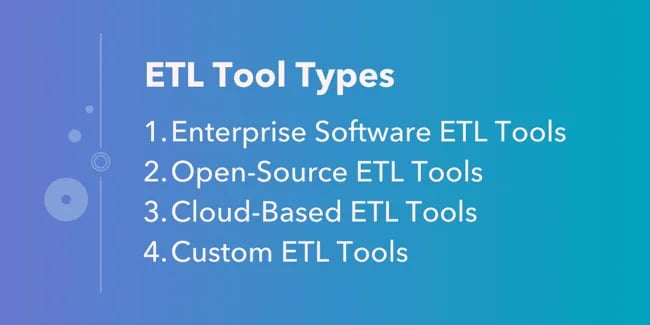 ETL Tool Types
1. Enterprise Software ETL Tools
2. Open-Source ETL Tools
3. Cloud-Based ETL Tools
4. Custom ETL Tools